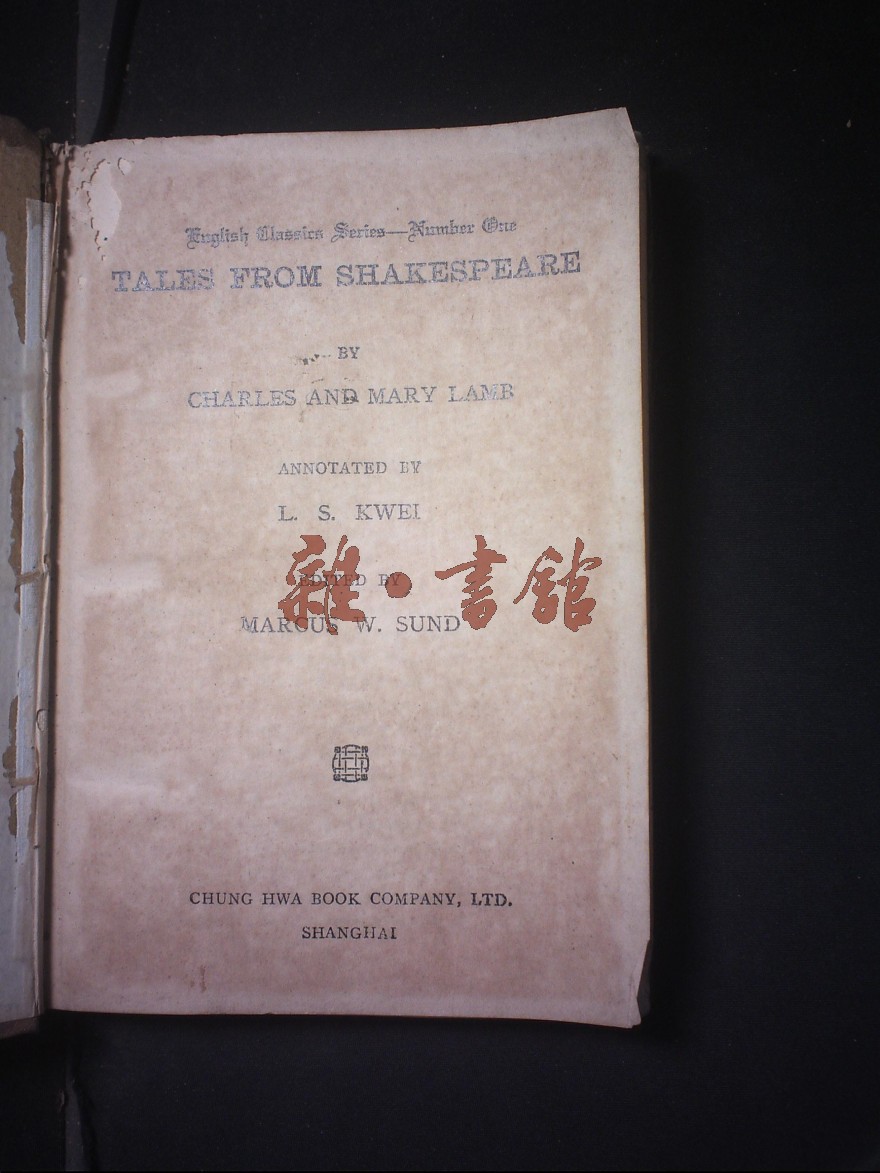 English Classics Series—Number One
TALES FROM SHAKESPEARE
BY
CHARLES AND MARY LAMB
ANNOTATED BY
L. S. KWEI
EDITED BY
雜·書館
MARCUS W. SUND
CHUNG HWA BOOK COMPANY, LTD.
SHANGHAI